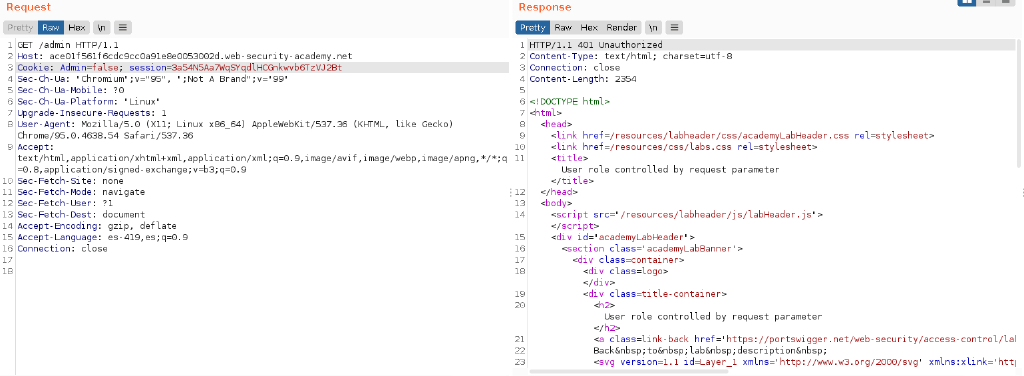 Request
Pretty Raw Hex \n
1 GET /admin HTTP/1.1
2 Host: ace01f561f6cdc9cc0a91e8e0053002d.web-security-academy.net
3 Cookie: Admin=false; session=3a54N5Aa7WqSYqdlHCGnkwvb6TzVJ2Bt
4 Sec-Ch-Ua: "Chromium";v="95", ";Not A Brand";v="99"
5 Sec-Ch-Ua-Mobile: ?0
6 Sec-Ch-Ua-Platform: "Linux"
7 Upgrade-Insecure-Requests: 1
8 User-Agent: Mozilla/5.0 (X11; Linux x86_64) AppleWebKit/537.36 (KHTML, like Gecko)
Chrome/95.0.4638.54 Safari/537.36
9 Accept:
text/html,application/xhtml+xml,application/xml;q=0.9,image/avif,image/webp,image/apng,*/*;q
=0.8,application/signed-exchange;v=b3;q=0.9
10 Sec-Fetch-Site: none
11 Sec-Fetch-Mode: navigate
12 Sec-Fetch-User: ?1
13 Sec-Fetch-Dest: document
14 Accept-Encoding: gzip, deflate
15 Accept-Language: es-419,es;q=0.9
16 Connection: close
17
18
Response
Pretty Raw Hex Render \n
1 HTTP/1.1 401 Unauthorized
2 Content-Type: text/html; charset=utf-8
3 Connection: close
4 Content-Length: 2354
5
6 <!DOCTYPE html>
7 <html>
8 <head>
9 <link href=/resources/labheader/css/academyLabHeader.css rel=stylesheet>
10 <link href=/resources/css/labs.css rel=stylesheet>
11 <title>
User role controlled by request parameter
</title>
12 </head>
13 <body>
14 <script src="/resources/labheader/js/labHeader.js">
</script>
15 <div id="academyLabHeader">
16 <section class='academyLabBanner'>
17 <div class=container>
18 <div class=logo>
</div>
19 <div class=title-container>
20 <h2>
User role controlled by request parameter
</h2>
21 <a class=link-back href='https://portswigger.net/web-security/access-control/lab
22 Back&nbsp;to&nbsp;lab&nbsp;description&nbsp;
23 <svg version=1.1 id=Layer_1 xmlns='http://www.w3.org/2000/svg' xmlns:xlink='http